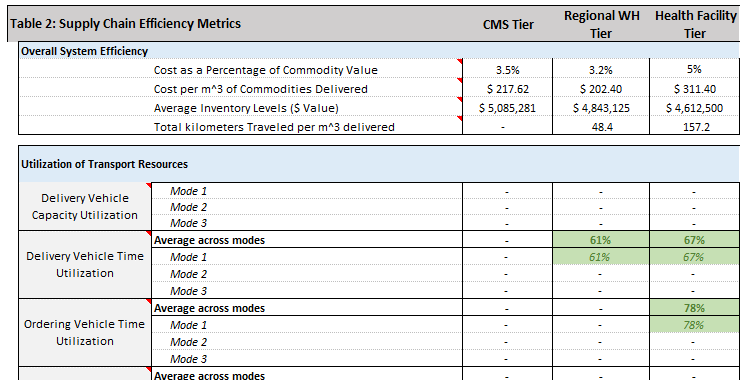 Table 2: Supply Chain Efficiency Metrics CMS Tier Regional WH Tier Health Facility Tier
Overall System Efficiency
Cost as a Percentage of Commodity Value 3.5% 3.2% 5%
Cost per m^3 of Commodities Delivered $ 217.62 $ 202.40 $ 311.40
Average Inventory Levels ($ Value) $ 5,085,281 $ 4,843,125 $ 4,612,500
Total kilometers Traveled per m^3 delivered - 48.4 157.2
Utilization of Transport Resources
Delivery Vehicle Capacity Utilization
Mode 1 - - -
Mode 2 - - -
Mode 3 - - -
Delivery Vehicle Time Utilization
Average across modes - 61% 67%
Mode 1 - 61% 67%
Mode 2 - - -
Mode 3 - - -
Ordering Vehicle Time Utilization
Average across modes - - 78%
Mode 1 - - 78%
Mode 2 - - -
Mode 3 - - -
Average across modes - - -